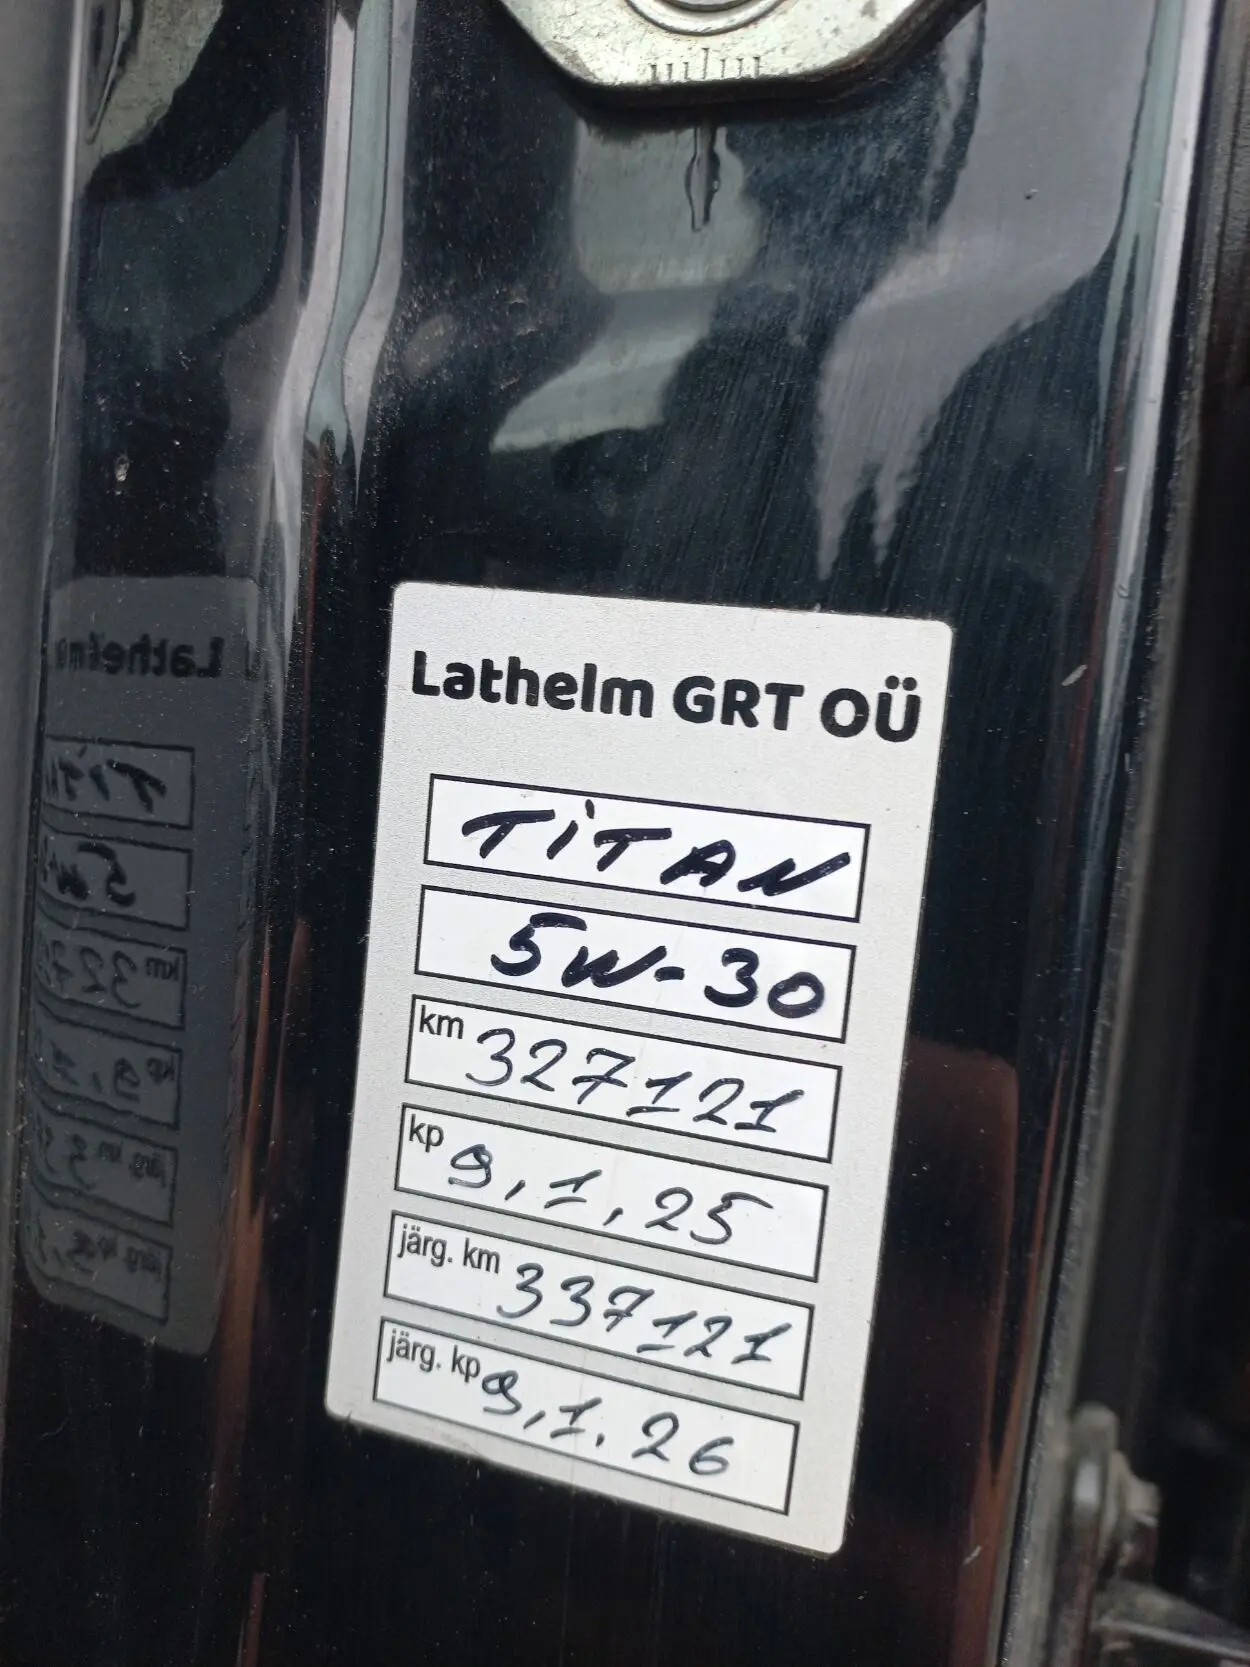 Lathelm GRT OÜ
TITAN
5W-30
km 327121
kp 9,1,25
järg. km 337121
järg. kp 9,1.26